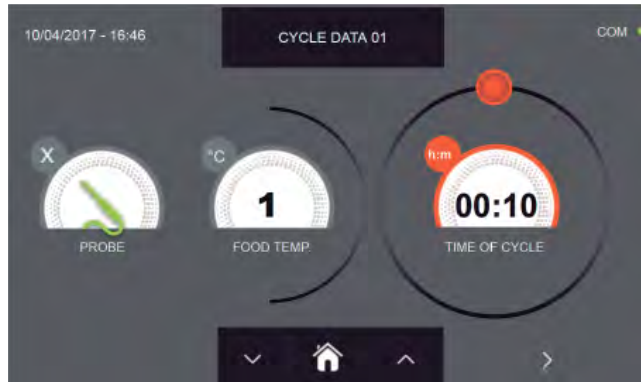 10/04/2017 - 16:46
CYCLE DATA 01
COM
X
°C
h:m
1
00:10
PROBE
FOOD TEMP.
TIME OF CYCLE